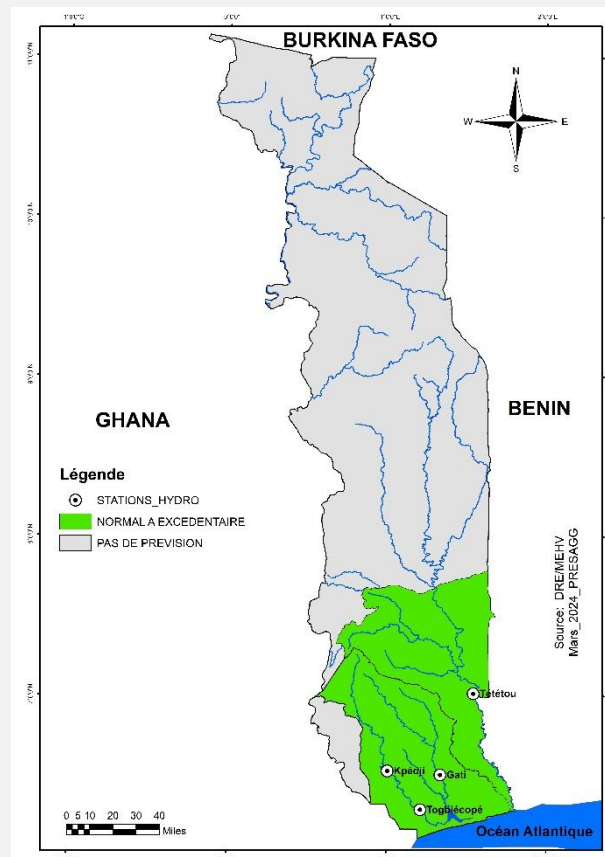 BURKINA FASO
N
W E
S
GHANA
BENIN
Légende
STATIONS_HYDRO
NORMAL A EXCEDENTAIRE
PAS DE PREVISION
Source: DRE/MEHV
Mars_2024_PRESAGG
Tététou
Kpédji
Gati
Togblécopé
0 5 10 20 30 40
Miles
Océan Atlantique